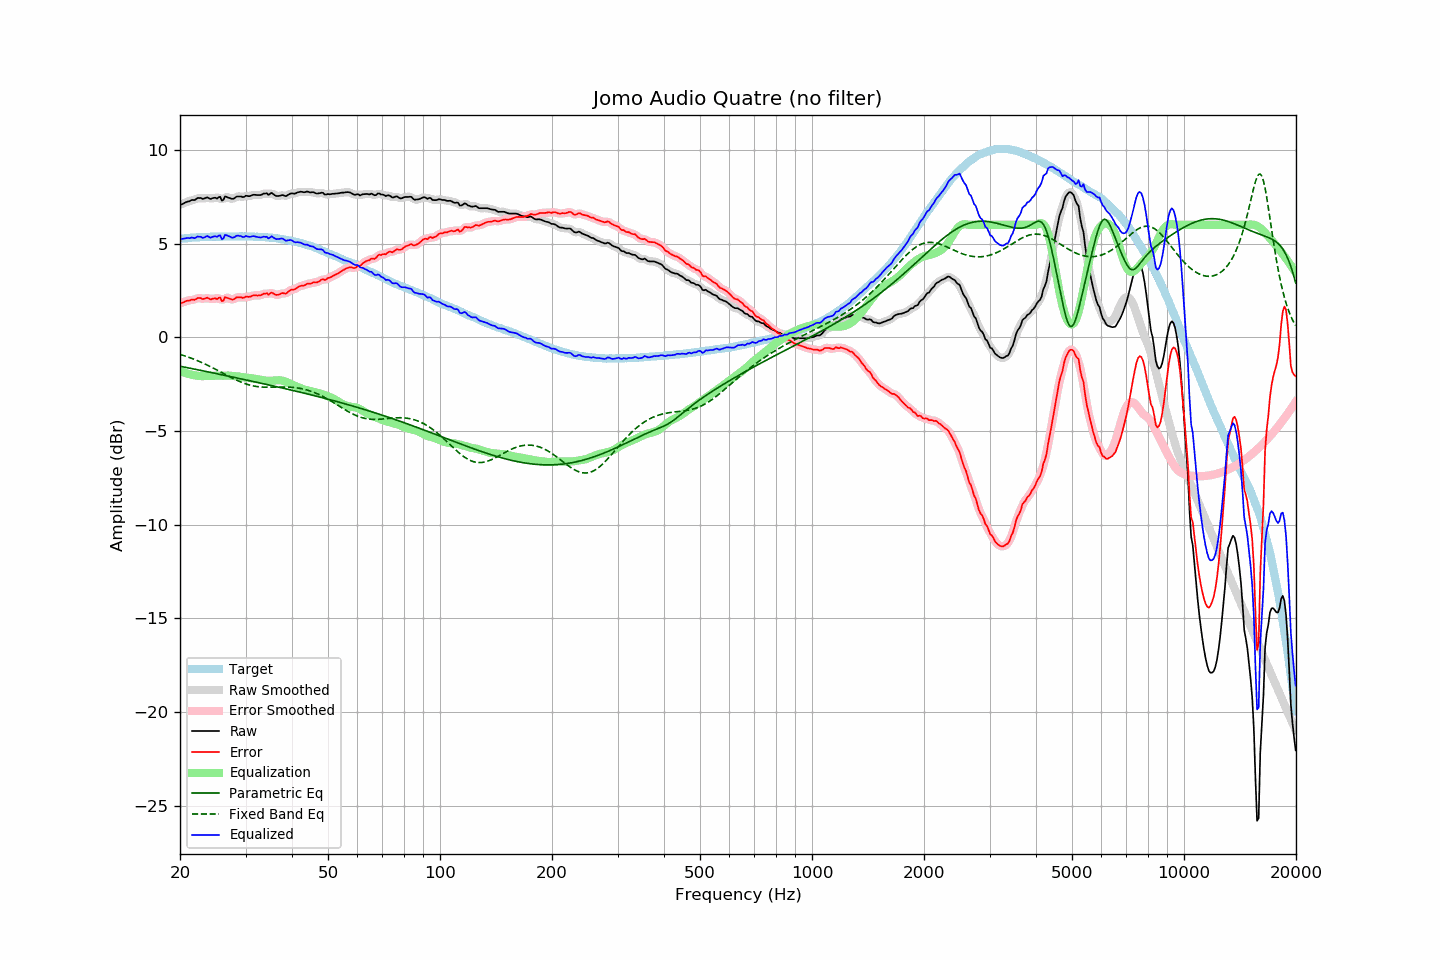 Jomo Audio Quatre (no filter)
10
5
0
−5
−10
−15
−20
−25
Amplitude (dBr)
Target
Raw Smoothed
Error Smoothed
Raw
Error
Equalization
Parametric Eq
Fixed Band Eq
Equalized
20 50 100 200 500 1000 2000 5000 10000 20000
Frequency (Hz)